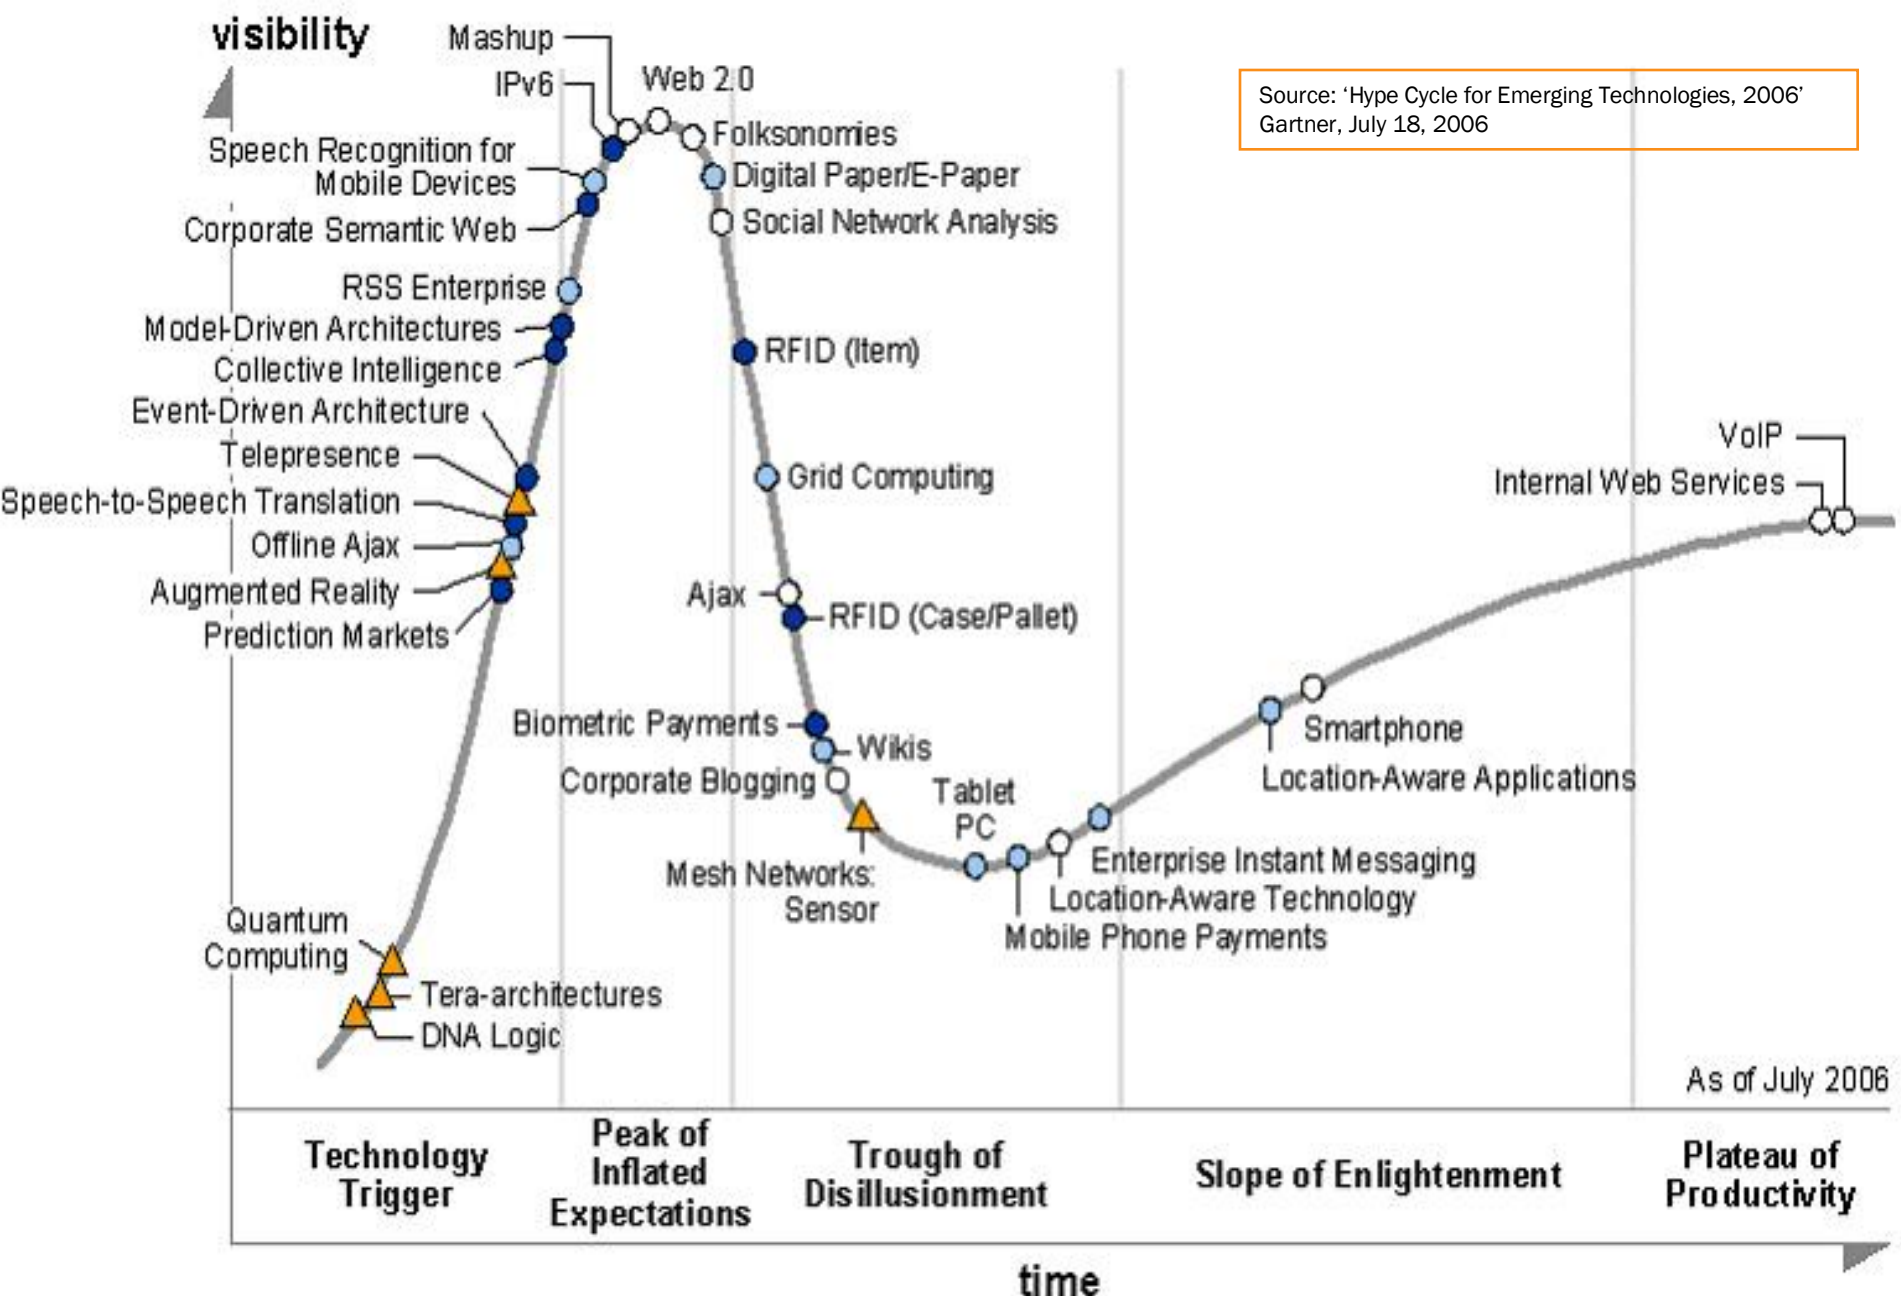 visibility
Mashup
IPv6
Web 2.0
Source: ‘Hype Cycle for Emerging Technologies, 2006’
Gartner, July 18, 2006
Folksonomies
Speech Recognition for
Mobile Devices
Digital Paper/E-Paper
Corporate Semantic Web
Social Network Analysis
RSS Enterprise
Model-Driven Architectures
RFID (Item)
Collective Intelligence
Event-Driven Architecture
Telepresence
VoIP
Grid Computing
Internal Web Services
Speech-to-Speech Translation
Offline Ajax
Augmented Reality
Ajax
RFID (Case/Pallet)
Prediction Markets
Biometric Payments
Smartphone
Wikis
Corporate Blogging
Location-Aware Applications
Tablet
PC
Enterprise Instant Messaging
Mesh Networks:
Sensor
Location-Aware Technology
Mobile Phone Payments
Quantum
Computing
Tera-architectures
DNA Logic
As of July 2006
Technology
Trigger
Peak of
Inflated
Expectations
Trough of
Disillusionment
Slope of Enlightenment
Plateau of
Productivity
time